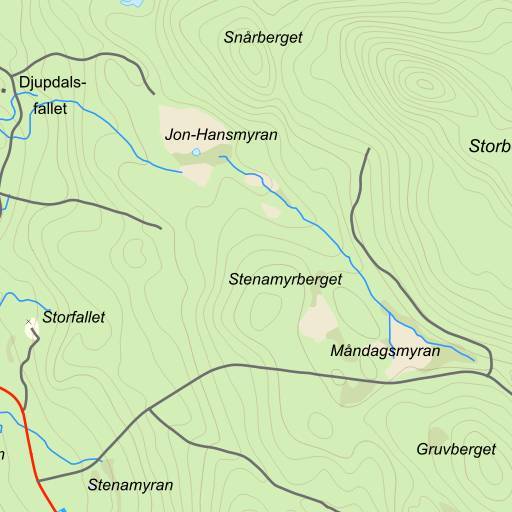 Snårberget
Djupdals-
fallet
Jon-Hansmyran
Storb
Stenamyrberget
Storfallet
Måndagsmyran
Gruvberget
n
Stenamyran